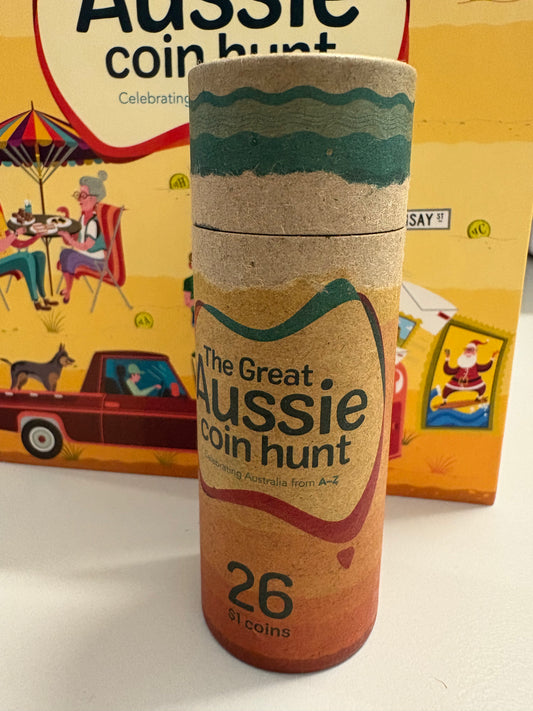 Aussie
coin hunt
Celebrating
SAY ST
The Great
Aussie
coin hunt
Celebrating Australia from A–Z
26
$1 coins